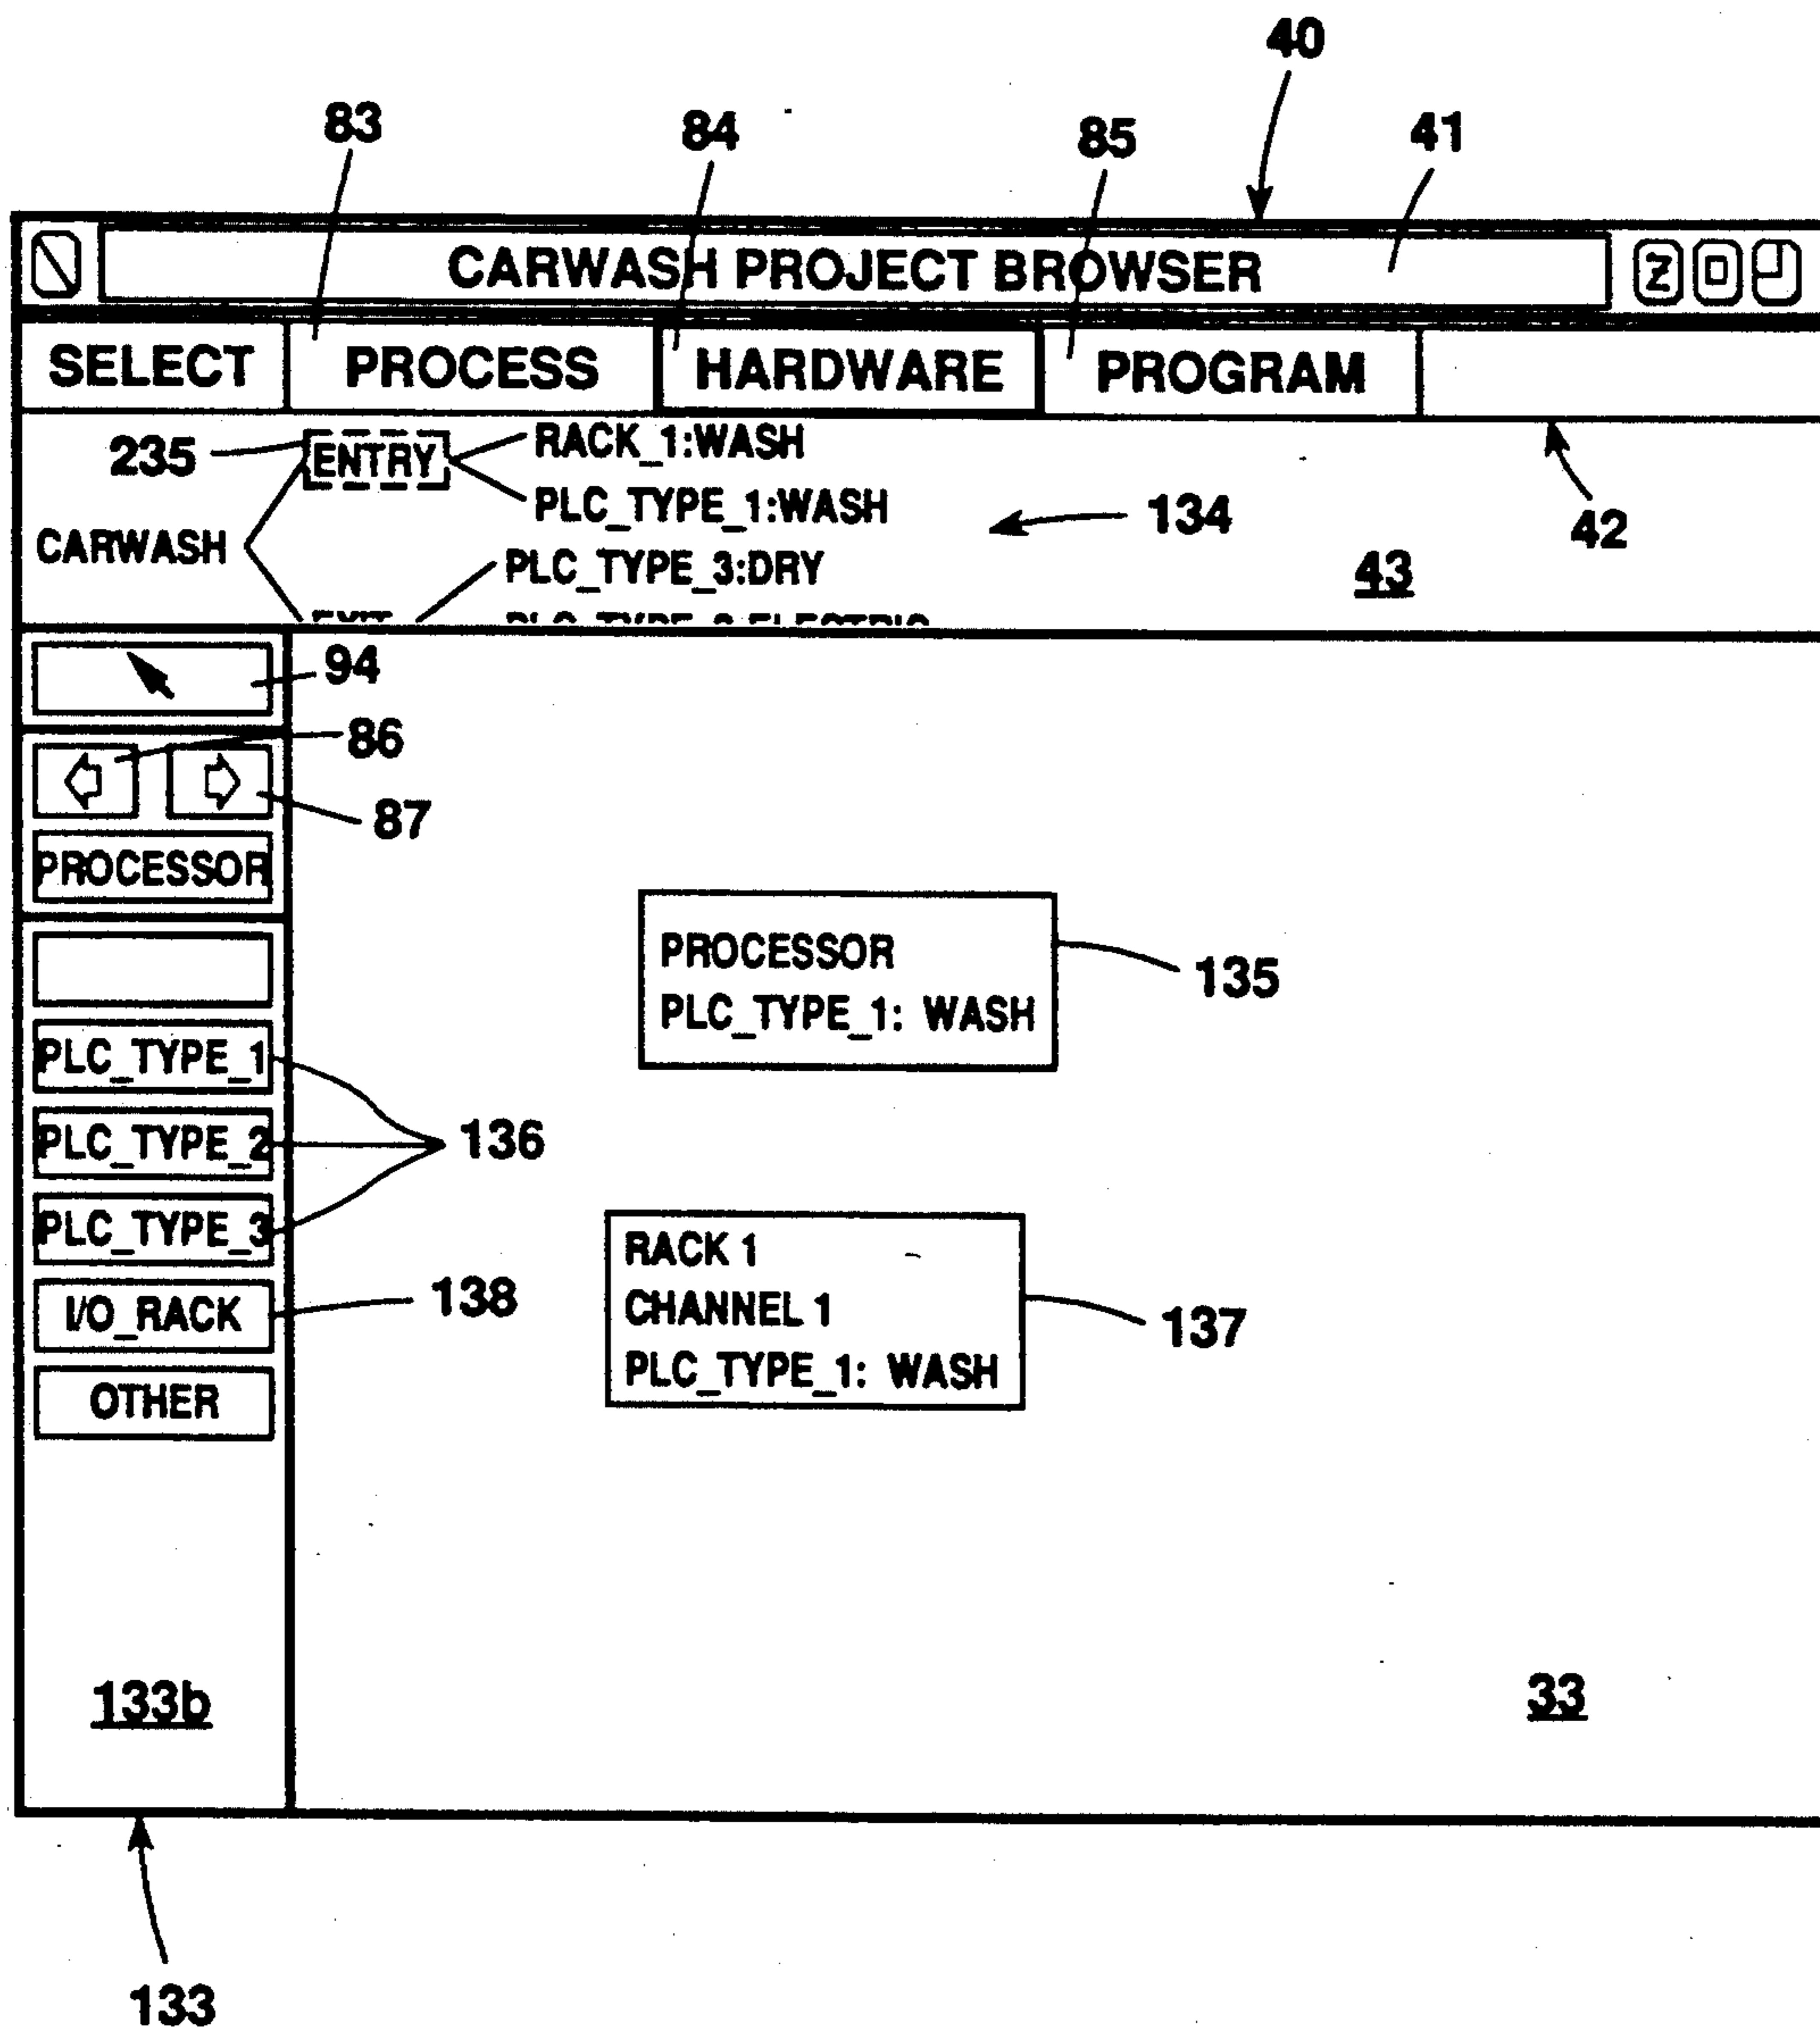 40
83 84 85 41
CARWASH PROJECT BROWSER Z
SELECT PROCESS HARDWARE PROGRAM
235 ENTRY RACK_1:WASH
PLC_TYPE_1:WASH 134 42
CARWASH PLC_TYPE_3:DRY 43
94
86
87
PROCESSOR
PROCESSOR
PLC_TYPE_1: WASH
135
PLC_TYPE_1
PLC_TYPE_2 136
PLC_TYPE_3
RACK 1
CHANNEL 1
PLC_TYPE_1: WASH
137
I/O_RACK 138
OTHER
133b 33
133